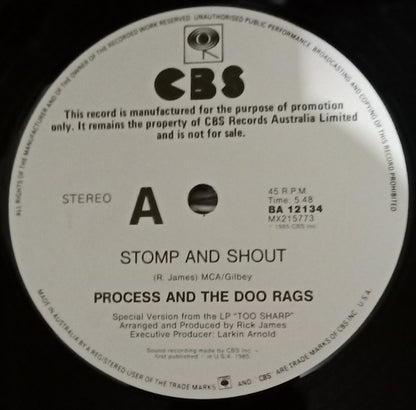 ALL RIGHTS OF THE MANUFACTURER AND OF THE OWNER OF THE RECORDED WORK RESERVED. UNAUTHORISED PUBLIC PERFORMANCE, BROADCASTING AND COPYING OF THIS RECORD PROHIBITED
CBS
This record is manufactured for the purpose of promotion
only. It remains the property of CBS Records Australia Limited
and is not for sale.
STEREO
A
45 R.P.M.
Time: 5.48
BA 12134
MX215773
℗ 1985 CBS Inc.
STOMP AND SHOUT
(R. James) MCA/Gilbey
PROCESS AND THE DOO RAGS
Special Version from the LP "TOO SHARP"
Arranged and Produced by Rick James
Executive Producer: Larkin Arnold
Sound recording made by CBS Inc –
first published in U.S.A. 1985.
MADE IN AUSTRALIA BY A REGISTERED USER OF THE TRADE MARKS AND 'CBS' ARE TRADE MARKS OF CBS INC. U.S.A.